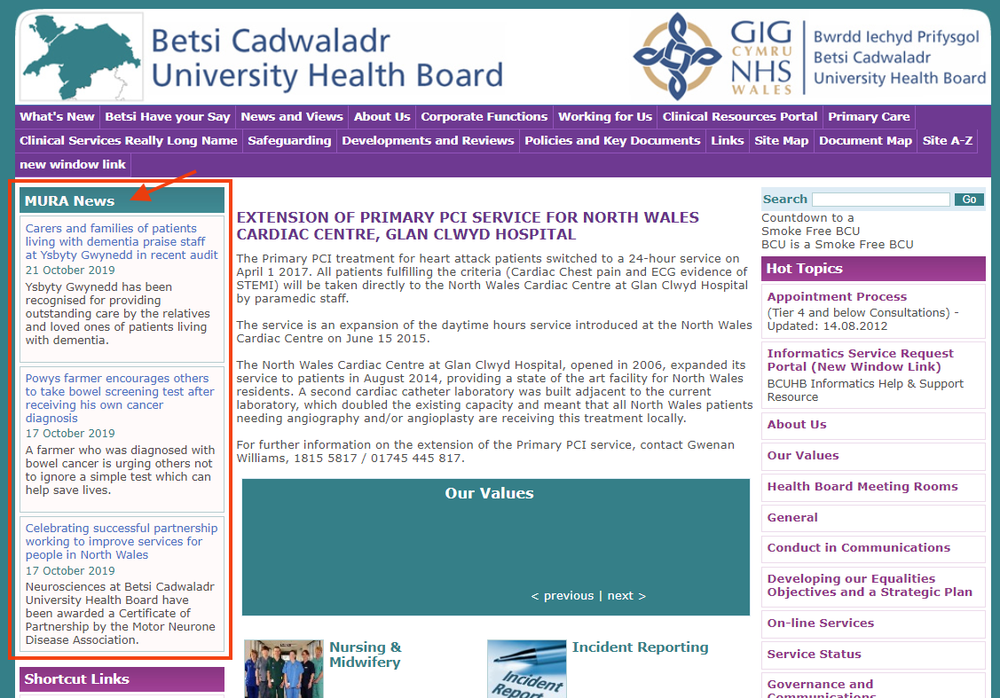 Betsi Cadwaladr
University Health Board
GIG
CYMRU
NHS
WALES
Bwrdd Iechyd Prifysgol
Betsi Cadwaladr
University Health Board
What's New Betsi Have your Say News and Views About Us Corporate Functions Working for Us Clinical Resources Portal Primary Care
Clinical Services Really Long Name Safeguarding Developments and Reviews Policies and Key Documents Links Site Map Document Map Site A-Z
new window link
MURA News
Carers and families of patients
living with dementia praise staff
at Ysbyty Gwynedd in recent audit
21 October 2019
Ysbyty Gwynedd has been
recognised for providing
outstanding care by the relatives
and loved ones of patients living
with dementia.
Powys farmer encourages others
to take bowel screening test after
receiving his own cancer
diagnosis
17 October 2019
A farmer who was diagnosed with
bowel cancer is urging others not
to ignore a simple test which can
help save lives.
Celebrating successful partnership
working to improve services for
people in North Wales
17 October 2019
Neurosciences at Betsi Cadwaladr
University Health Board have
been awarded a Certificate of
Partnership by the Motor Neurone
Disease Association.
Shortcut Links
EXTENSION OF PRIMARY PCI SERVICE FOR NORTH WALES
CARDIAC CENTRE, GLAN CLWYD HOSPITAL
The Primary PCI treatment for heart attack patients switched to a 24-hour service on
April 1 2017. All patients fulfilling the criteria (Cardiac Chest pain and ECG evidence of
STEMI) will be taken directly to the North Wales Cardiac Centre at Glan Clwyd Hospital
by paramedic staff.
The service is an expansion of the daytime hours service introduced at the North Wales
Cardiac Centre on June 15 2015.
The North Wales Cardiac Centre at Glan Clwyd Hospital, opened in 2006, expanded its
service to patients in August 2014, providing a state of the art facility for North Wales
residents. A second cardiac catheter laboratory was built adjacent to the current
laboratory, which doubled the existing capacity and meant that all North Wales patients
needing angiography and/or angioplasty are receiving this treatment locally.
For further information on the extension of the Primary PCI service, contact Gwenan
Williams, 1815 5817 / 01745 445 817.
Our Values
< previous | next >
Nursing &
Midwifery
Incident
Report
Incident Reporting
Search Go
Countdown to a
Smoke Free BCU
BCU is a Smoke Free BCU
Hot Topics
Appointment Process
(Tier 4 and below Consultations) -
Updated: 14.08.2012
Informatics Service Request
Portal (New Window Link)
BCUHB Informatics Help & Support
Resource
About Us
Our Values
Health Board Meeting Rooms
General
Conduct in Communications
Developing our Equalities
Objectives and a Strategic Plan
On-line Services
Service Status
Governance and
Communications